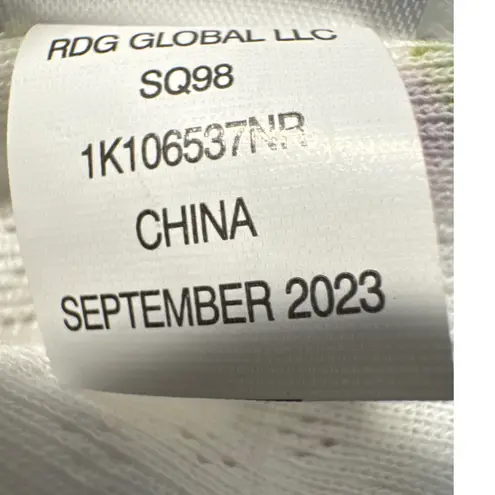 RDG GLOBAL LLC
SQ98
1K106537NR
CHINA
SEPTEMBER 2023